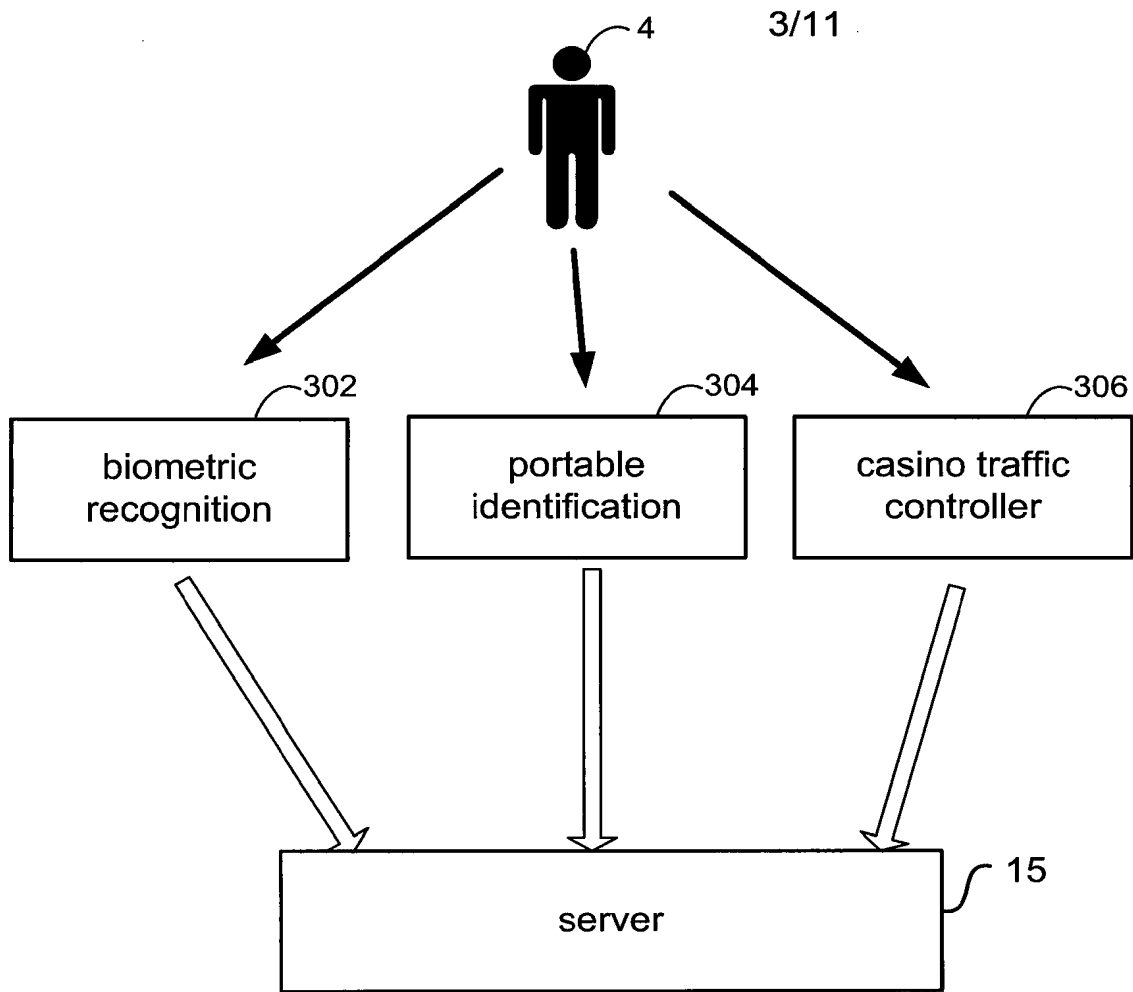 4
3/11
302
304
306
biometric
recognition
portable
identification
casino traffic
controller
15
server